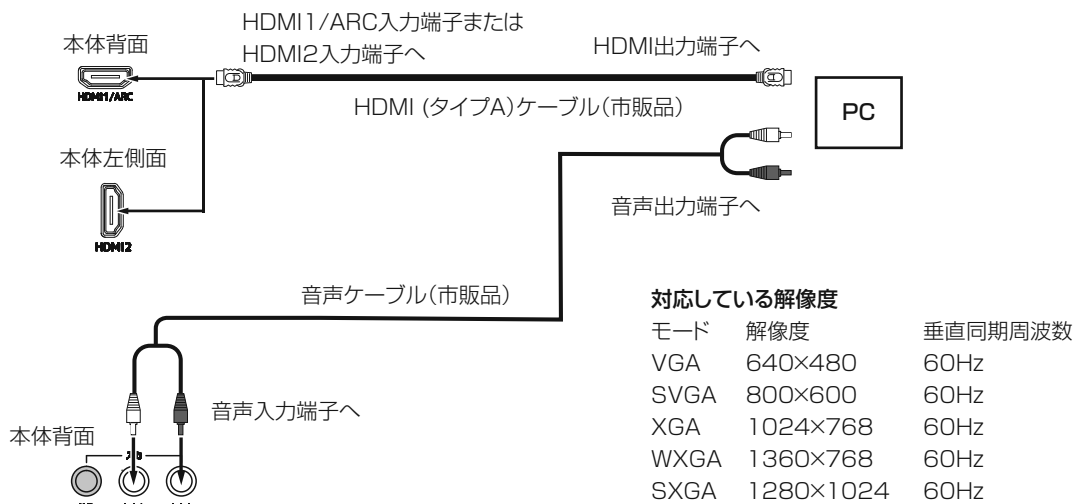 HDMI1/ARC入力端子または
HDMI2入力端子へ
本体背面
HDMI1/ARC
HDMI出力端子へ
HDMI (タイプA)ケーブル(市販品)
PC
本体左側面
HDMI2
音声出力端子へ
音声ケーブル(市販品)
音声入力端子へ
本体背面
対応している解像度
モード 解像度 垂直同期周波数
VGA 640×480 60Hz
SVGA 800×600 60Hz
XGA 1024×768 60Hz
WXGA 1360×768 60Hz
SXGA 1280×1024 60Hz